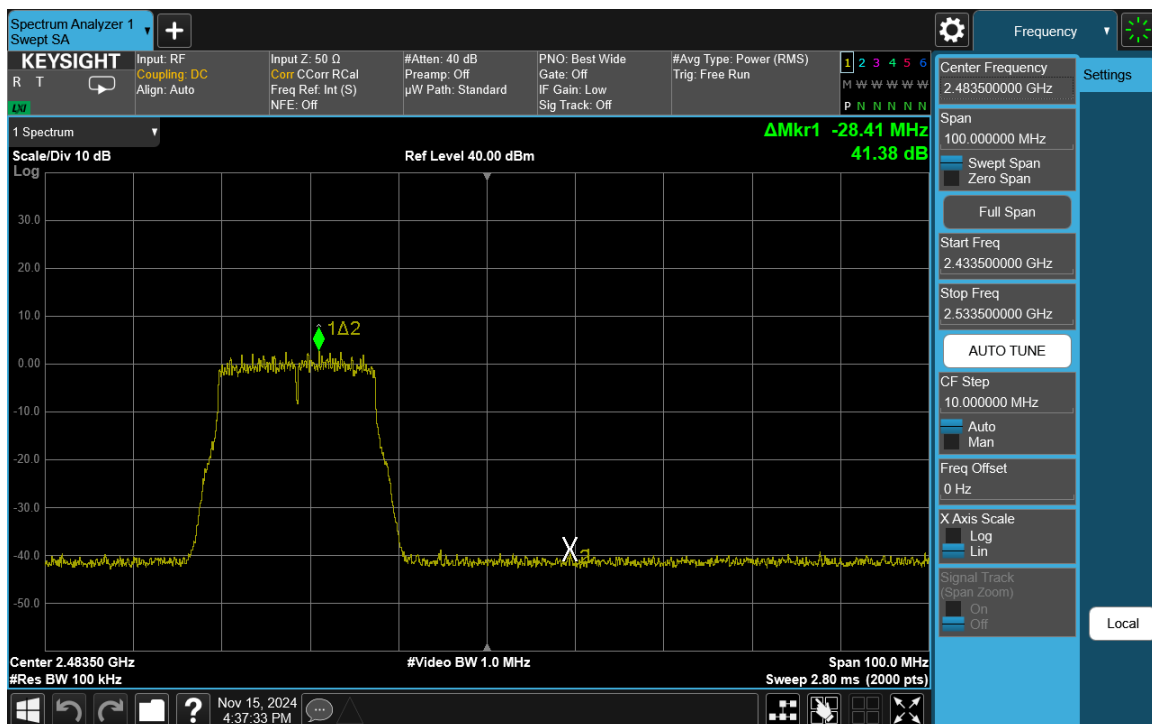 Spectrum Analyzer 1
Swept SA
Frequency
KEYSIGHT
R T
LXI
Input: RF
Coupling: DC
Align: Auto
Input Z: 50 Ω
Corr CCorr RCal
Freq Ref: Int (S)
NFE: Off
#Atten: 40 dB
Preamp: Off
µW Path: Standard
PNO: Best Wide
Gate: Off
IF Gain: Low
Sig Track: Off
#Avg Type: Power (RMS)
Trig: Free Run
1 2 3 4 5 6
M W W W W W
P N N N N N
1 Spectrum
Scale/Div 10 dB
Ref Level 40.00 dBm
ΔMkr1 -28.41 MHz
41.38 dB
Log
30.0
20.0
10.0
0.00
-10.0
-20.0
-30.0
-40.0
-50.0
1Δ2
X
Center 2.48350 GHz
#Video BW 1.0 MHz
Span 100.0 MHz
#Res BW 100 kHz
Sweep 2.80 ms (2000 pts)
Center Frequency
2.483500000 GHz
Settings
Span
100.000000 MHz
Swept Span
Zero Span
Full Span
Start Freq
2.433500000 GHz
Stop Freq
2.533500000 GHz
AUTO TUNE
CF Step
10.000000 MHz
Auto
Man
Freq Offset
0 Hz
X Axis Scale
Log
Lin
Signal Track
(Span Zoom)
On
Off
Local
?
Nov 15, 2024
4:37:33 PM